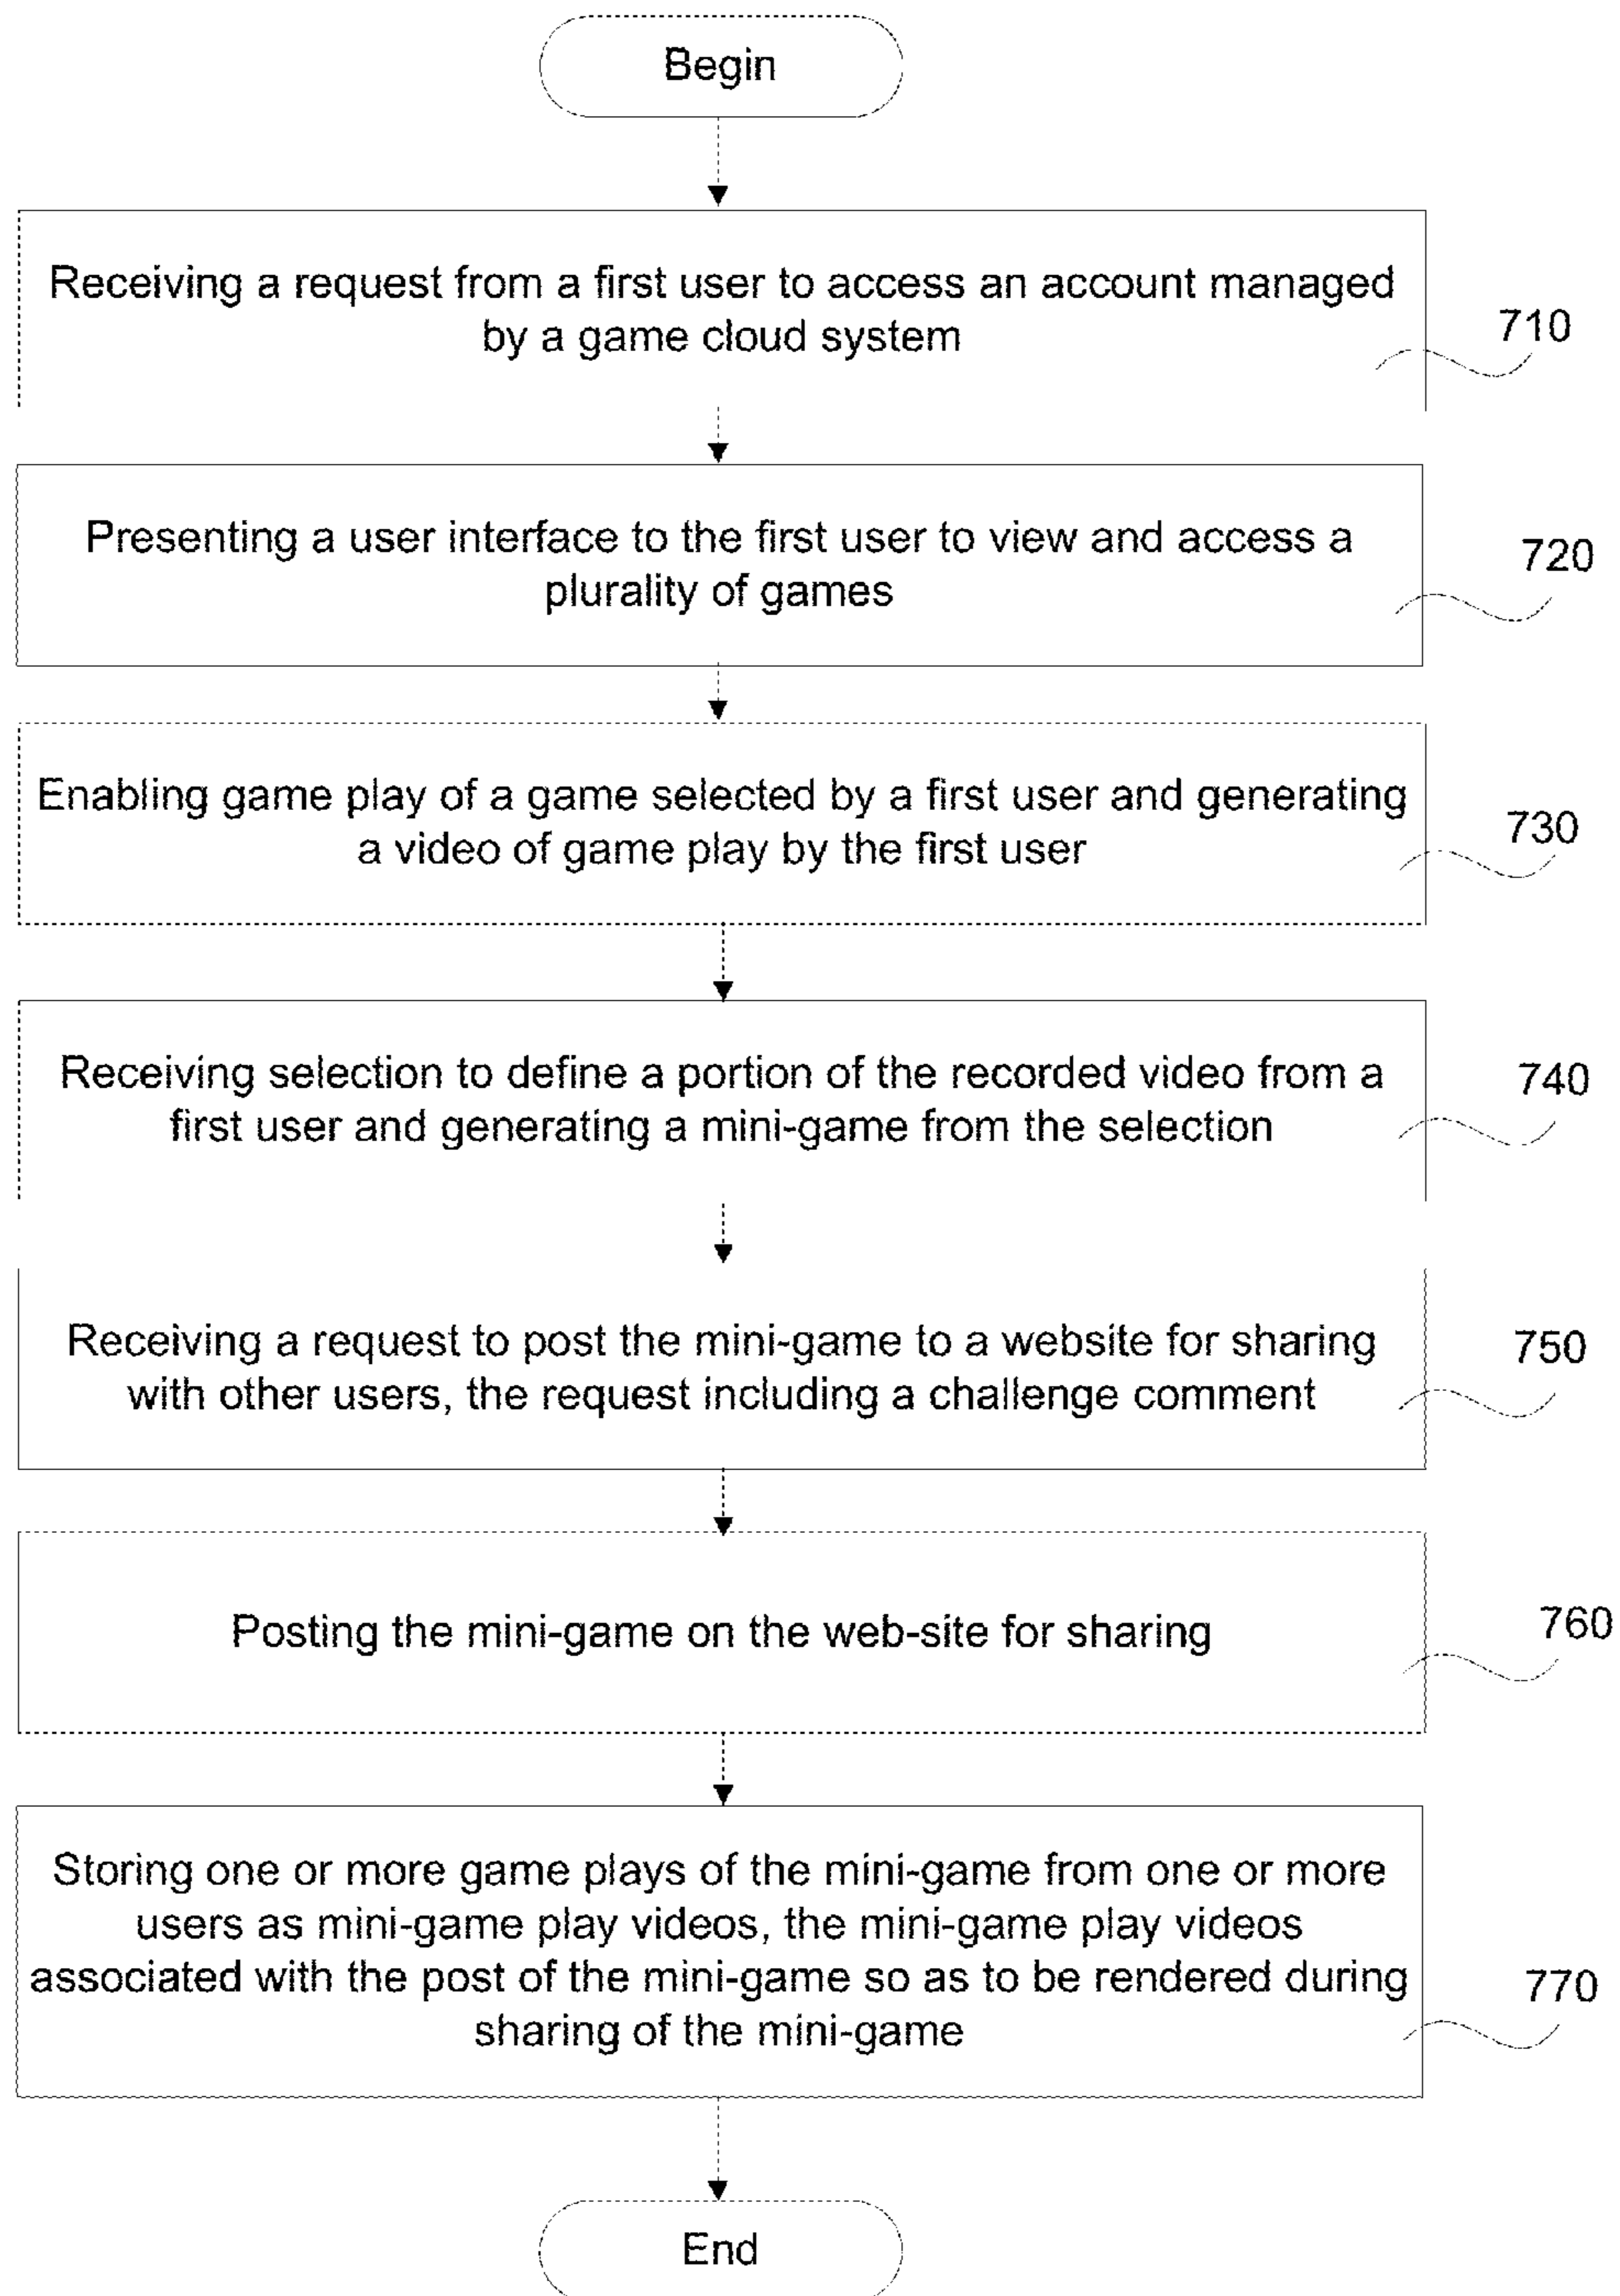 Begin
Receiving a request from a first user to access an account managed
by a game cloud system
710
Presenting a user interface to the first user to view and access a
plurality of games
720
Enabling game play of a game selected by a first user and generating
a video of game play by the first user
730
Receiving selection to define a portion of the recorded video from a
first user and generating a mini-game from the selection
740
Receiving a request to post the mini-game to a website for sharing
with other users, the request including a challenge comment
750
Posting the mini-game on the web-site for sharing
760
Storing one or more game plays of the mini-game from one or more
users as mini-game play videos, the mini-game play videos
associated with the post of the mini-game so as to be rendered during
sharing of the mini-game
770
End